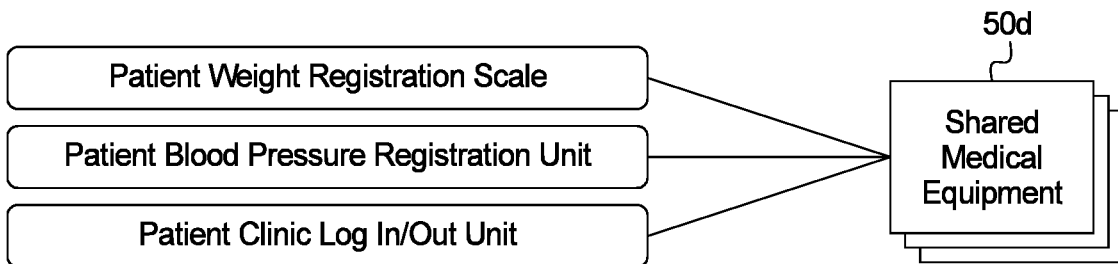 50d
Patient Weight Registration Scale
Patient Blood Pressure Registration Unit
Patient Clinic Log In/Out Unit
Shared
Medical
Equipment